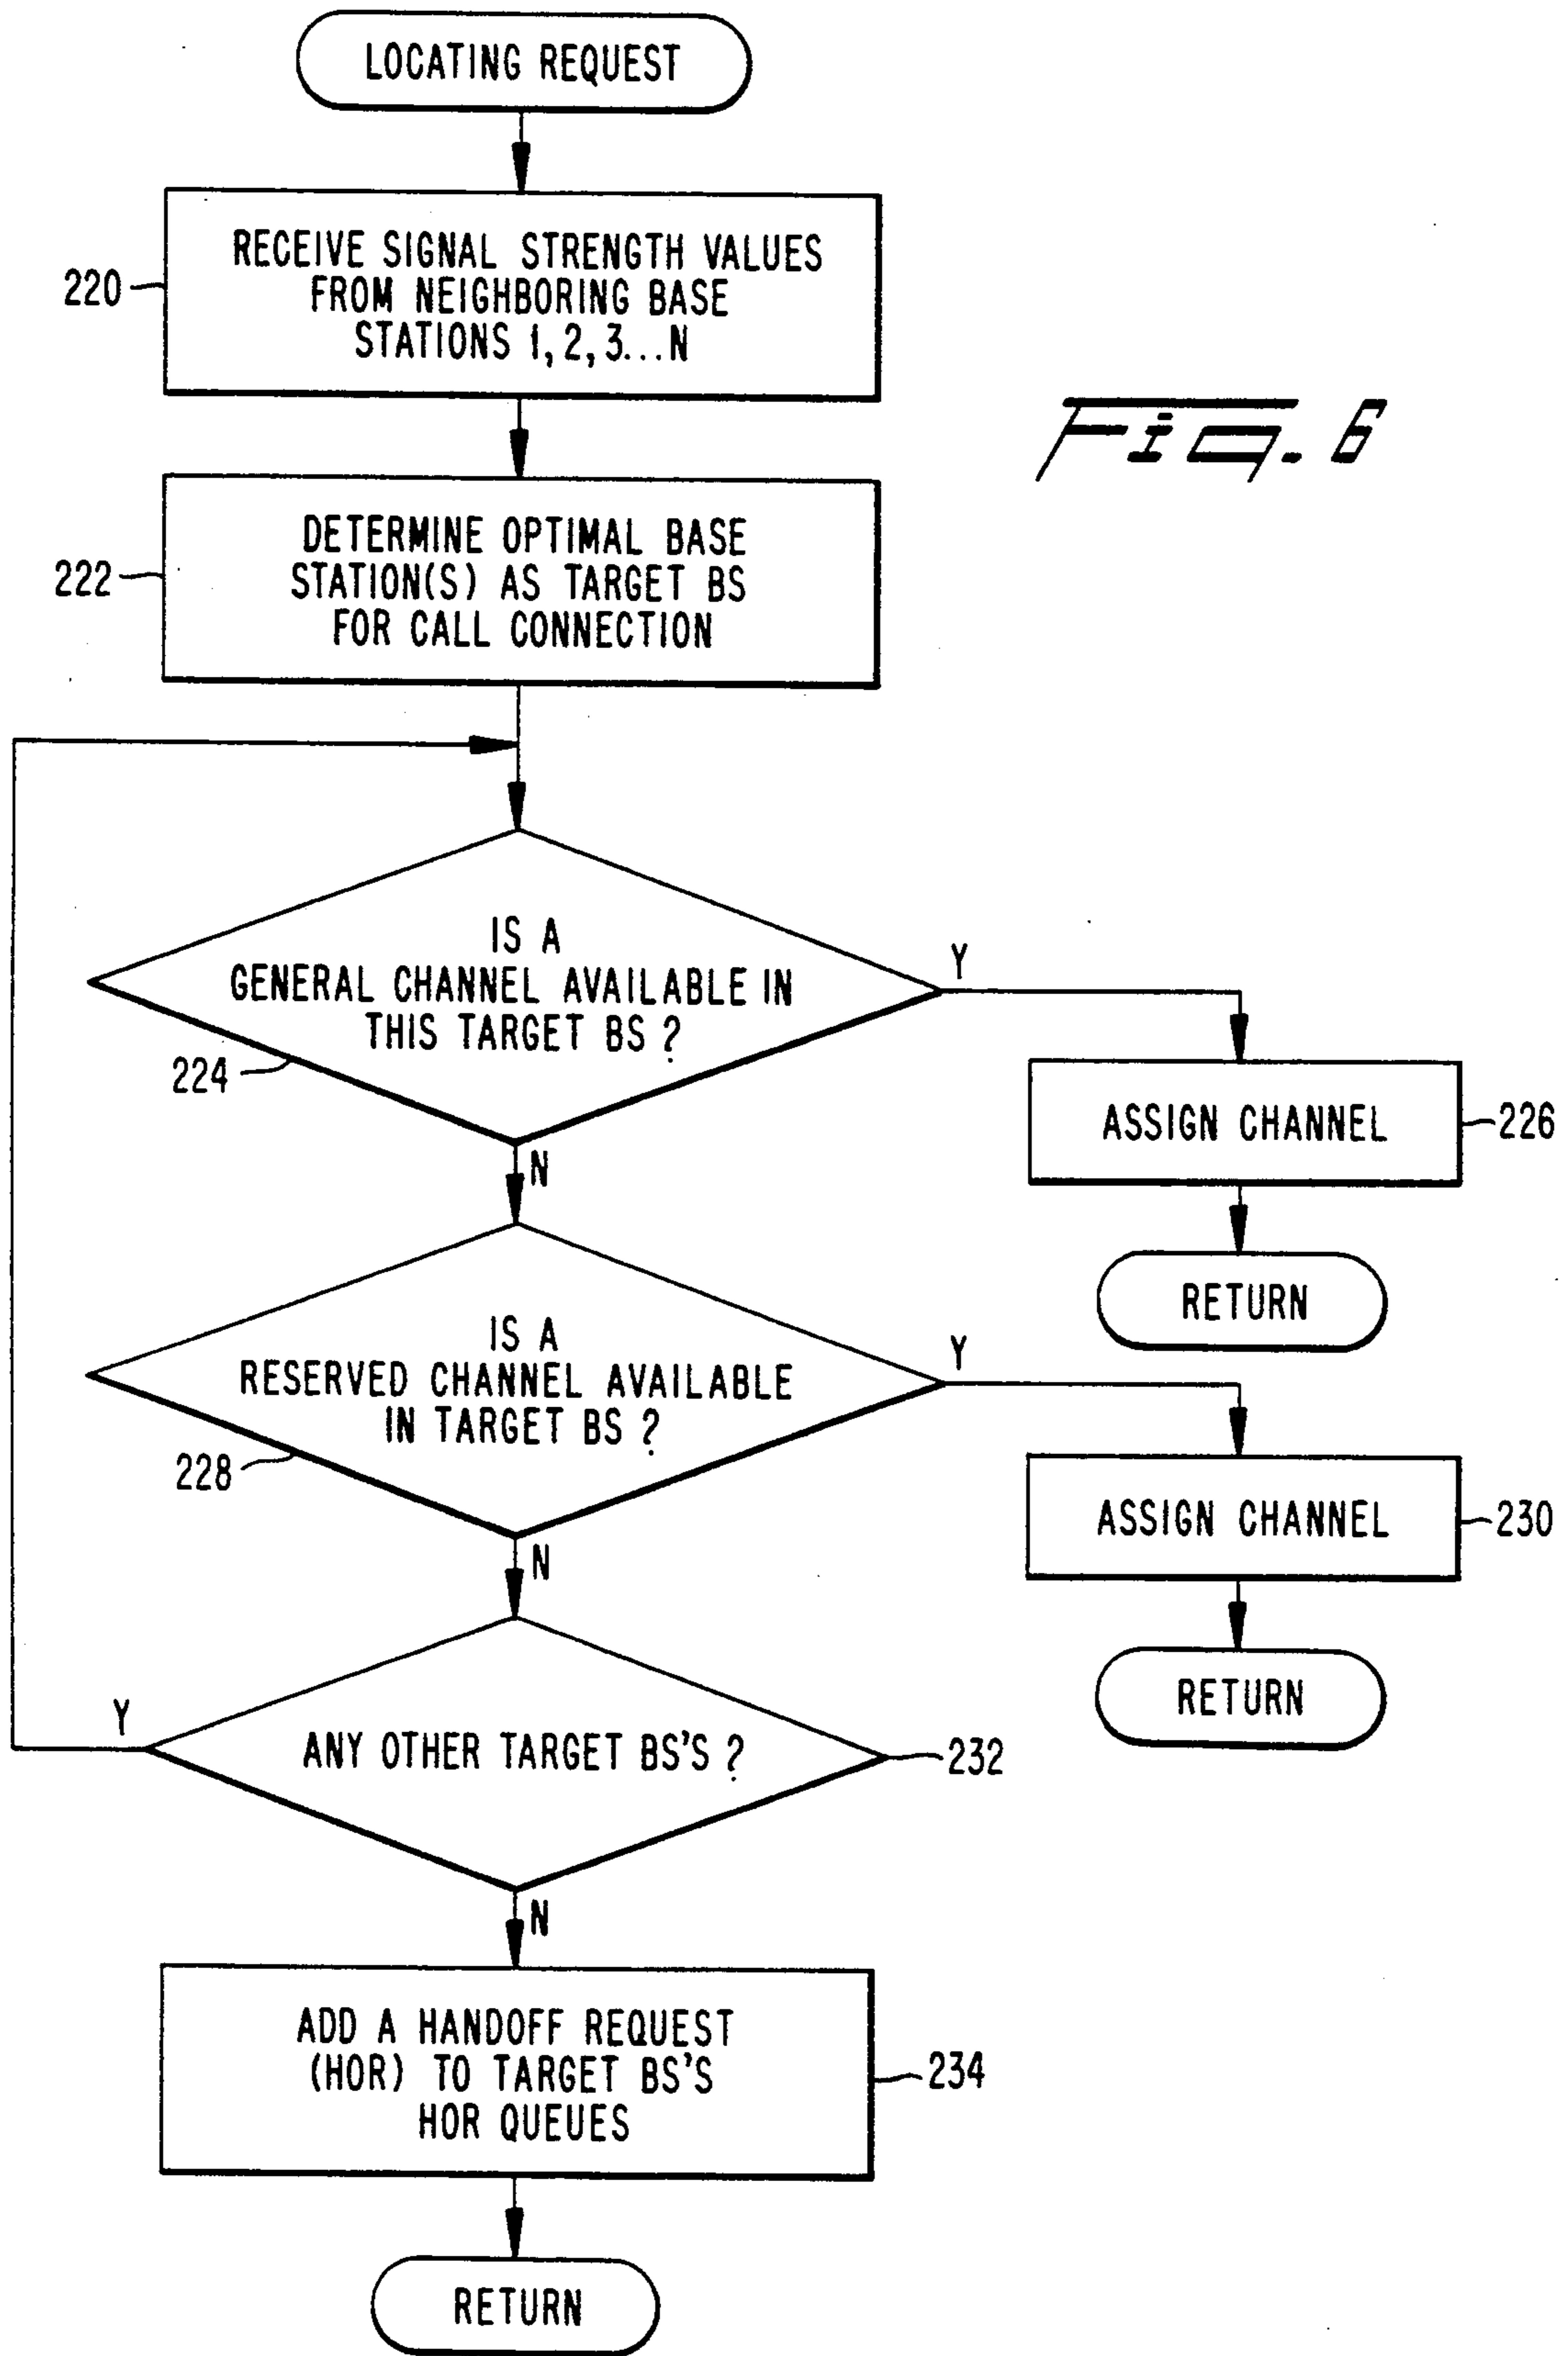 LOCATING REQUEST
RECEIVE SIGNAL STRENGTH VALUES
FROM NEIGHBORING BASE
STATIONS 1, 2, 3...N
220
Fig. 6
DETERMINE OPTIMAL BASE
STATION(S) AS TARGET BS
FOR CALL CONNECTION
222
IS A
GENERAL CHANNEL AVAILABLE IN
THIS TARGET BS ?
224
Y
ASSIGN CHANNEL
226
RETURN
N
IS A
RESERVED CHANNEL AVAILABLE
IN TARGET BS ?
228
Y
ASSIGN CHANNEL
230
RETURN
N
Y
ANY OTHER TARGET BS'S ?
232
N
ADD A HANDOFF REQUEST
(HOR) TO TARGET BS'S
HOR QUEUES
234
RETURN